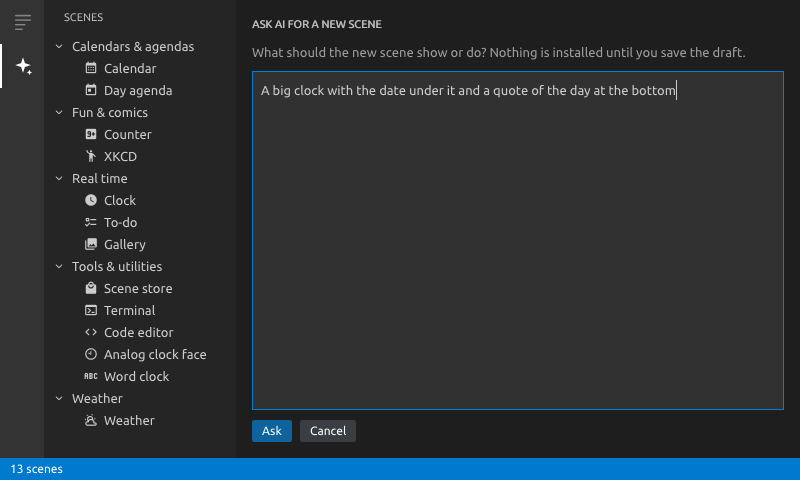 SCENES
Calendars & agendas
Calendar
Day agenda
Fun & comics
Counter
XKCD
Real time
Clock
To-do
Gallery
Tools & utilities
Scene store
Terminal
Code editor
Analog clock face
ABC Word clock
Weather
Weather
ASK AI FOR A NEW SCENE
What should the new scene show or do? Nothing is installed until you save the draft.
A big clock with the date under it and a quote of the day at the bottom
Ask Cancel
13 scenes